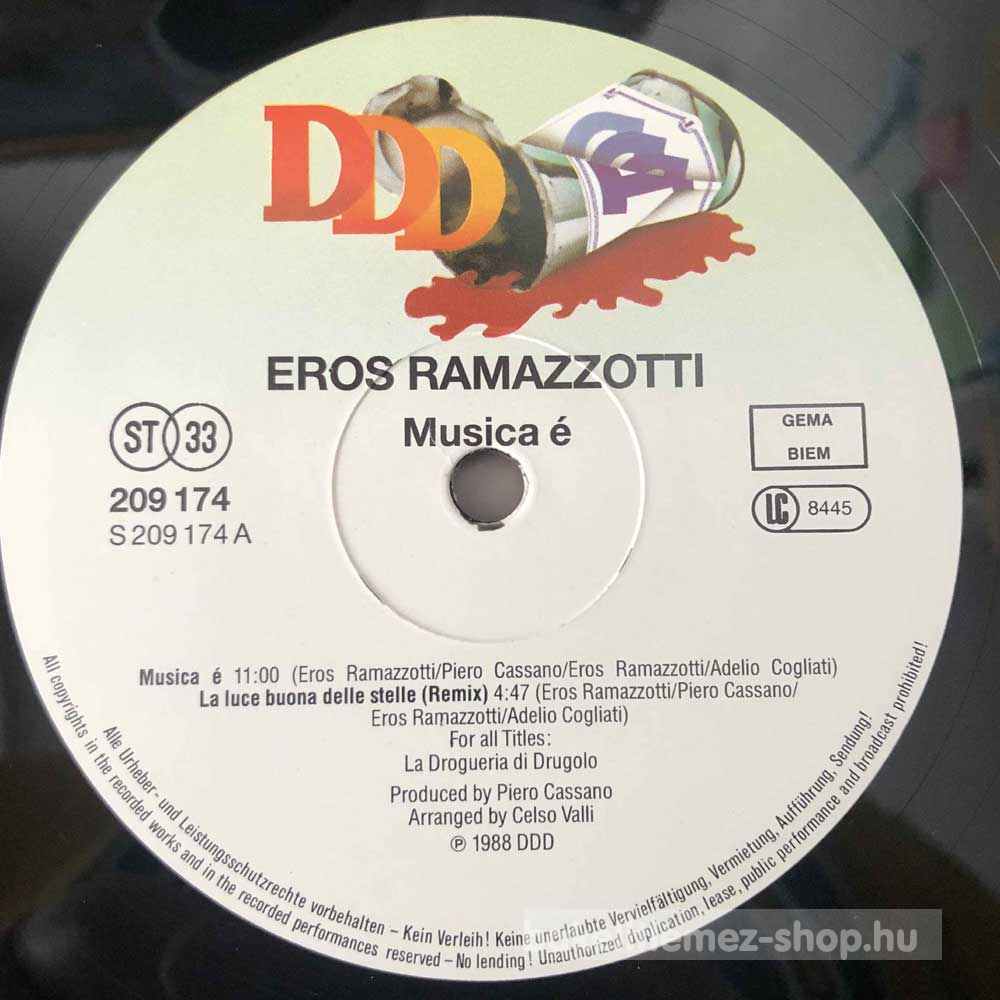 DDD
EROS RAMAZZOTTI
Musica é
ST 33
GEMA
BIEM
209 174
S 209 174 A
LC 8445
Musica é 11:00 (Eros Ramazzotti/Piero Cassano/Eros Ramazzotti/Adelio Cogliati)
La luce buona delle stelle (Remix) 4:47 (Eros Ramazzotti/Piero Cassano/
Eros Ramazzotti/Adelio Cogliati)
For all Titles:
La Drogueria di Drugolo
Produced by Piero Cassano
Arranged by Celso Valli
℗ 1988 DDD
Alle Urheber- und Leistungsschutzrechte vorbehalten – Kein Verleih! Keine unerlaubte Vervielfältigung, Vermietung, Aufführung, Sendung!
All copyrights in the recorded works and in the recorded performances reserved – No lending! Unauthorized duplication, lease, public performance and broadcast prohibited!
emez-shop.hu